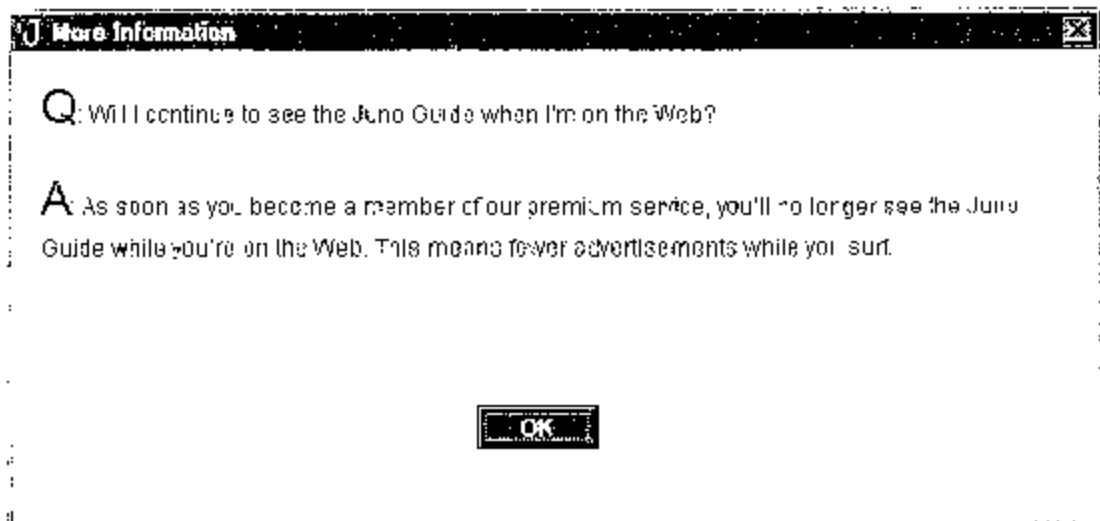 J More Information
Q: Will I continue to see the Juno Guide when I'm on the Web?
A: As soon as you become a member of our premium service, you'll no longer see the Juno
Guide while you're on the Web. This means fewer advertisements while you surf.
OK